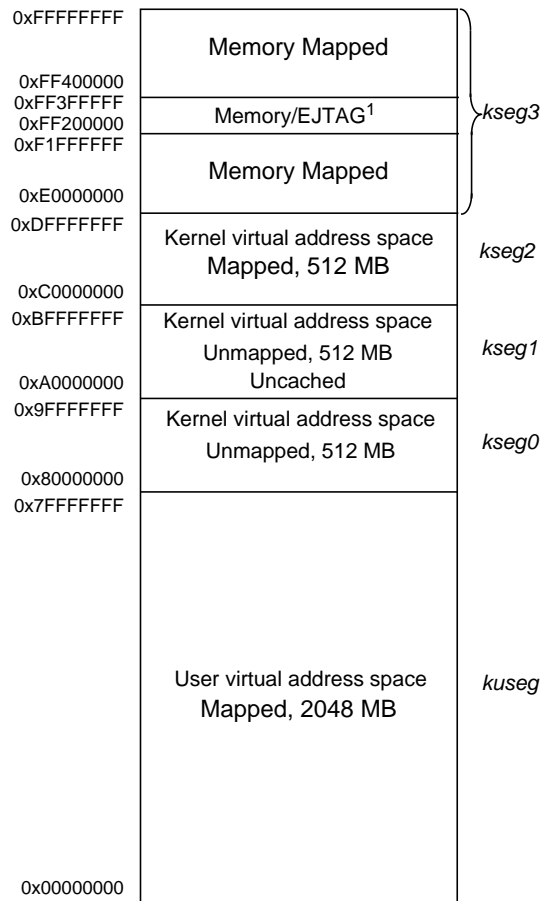 0xFFFFFFFF
Memory Mapped
0xFF400000
0xFF3FFFFF
Memory/EJTAG1
kseg3
0xFF200000
0xF1FFFFFF
Memory Mapped
0xE0000000
0xDFFFFFFF
Kernel virtual address space
Mapped, 512 MB
kseg2
0xC0000000
0xBFFFFFFF
Kernel virtual address space
Unmapped, 512 MB
kseg1
Uncached
0xA0000000
0x9FFFFFFF
Kernel virtual address space
Unmapped, 512 MB
kseg0
0x80000000
0x7FFFFFFF
User virtual address space
Mapped, 2048 MB
kuseg
0x00000000